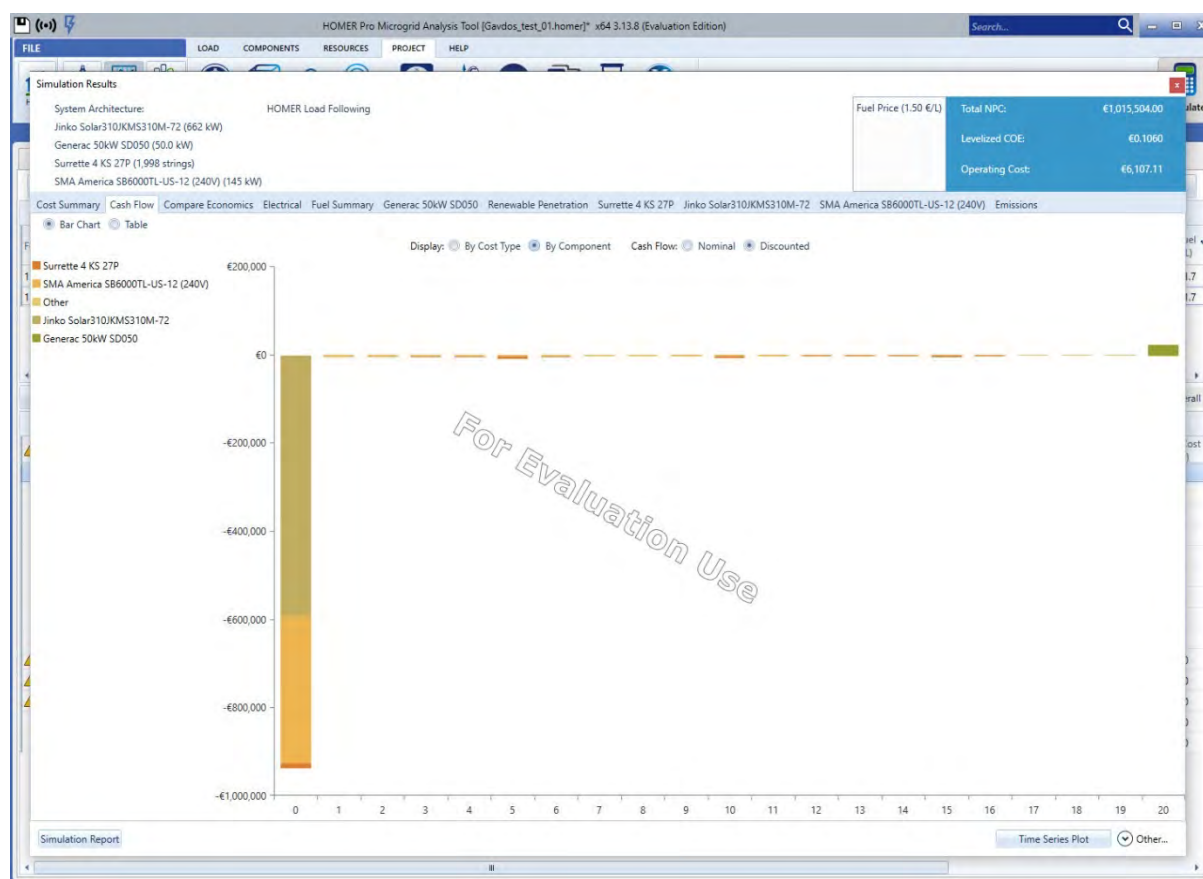 HOMER Pro Microgrid Analysis Tool [Gavdos_test_01.homer]* x64 3.13.8 (Evaluation Edition)
Search...
FILE LOAD COMPONENTS RESOURCES PROJECT HELP
Simulation Results
x
System Architecture: HOMER Load Following
Jinko Solar310JKMS310M-72 (662 kW)
Generac 50kW SD050 (50.0 kW)
Surrette 4 KS 27P (1,998 strings)
SMA America SB6000TL-US-12 (240V) (145 kW)
Fuel Price (1.50 €/L)
Total NPC: €1,015,504.00
Levelized COE: €0.1060
Operating Cost: €6,107.11
Cost Summary Cash Flow Compare Economics Electrical Fuel Summary Generac 50kW SD050 Renewable Penetration Surrette 4 KS 27P Jinko Solar310JKMS310M-72 SMA America SB6000TL-US-12 (240V) Emissions
Bar Chart Table
Display: By Cost Type By Component Cash Flow: Nominal Discounted
Surrette 4 KS 27P
SMA America SB6000TL-US-12 (240V)
Other
Jinko Solar310JKMS310M-72
Generac 50kW SD050
€200,000
€0
-€200,000
-€400,000
-€600,000
-€800,000
-€1,000,000
For Evaluation Use
0 1 2 3 4 5 6 7 8 9 10 11 12 13 14 15 16 17 18 19 20
Simulation Report
Time Series Plot Other...